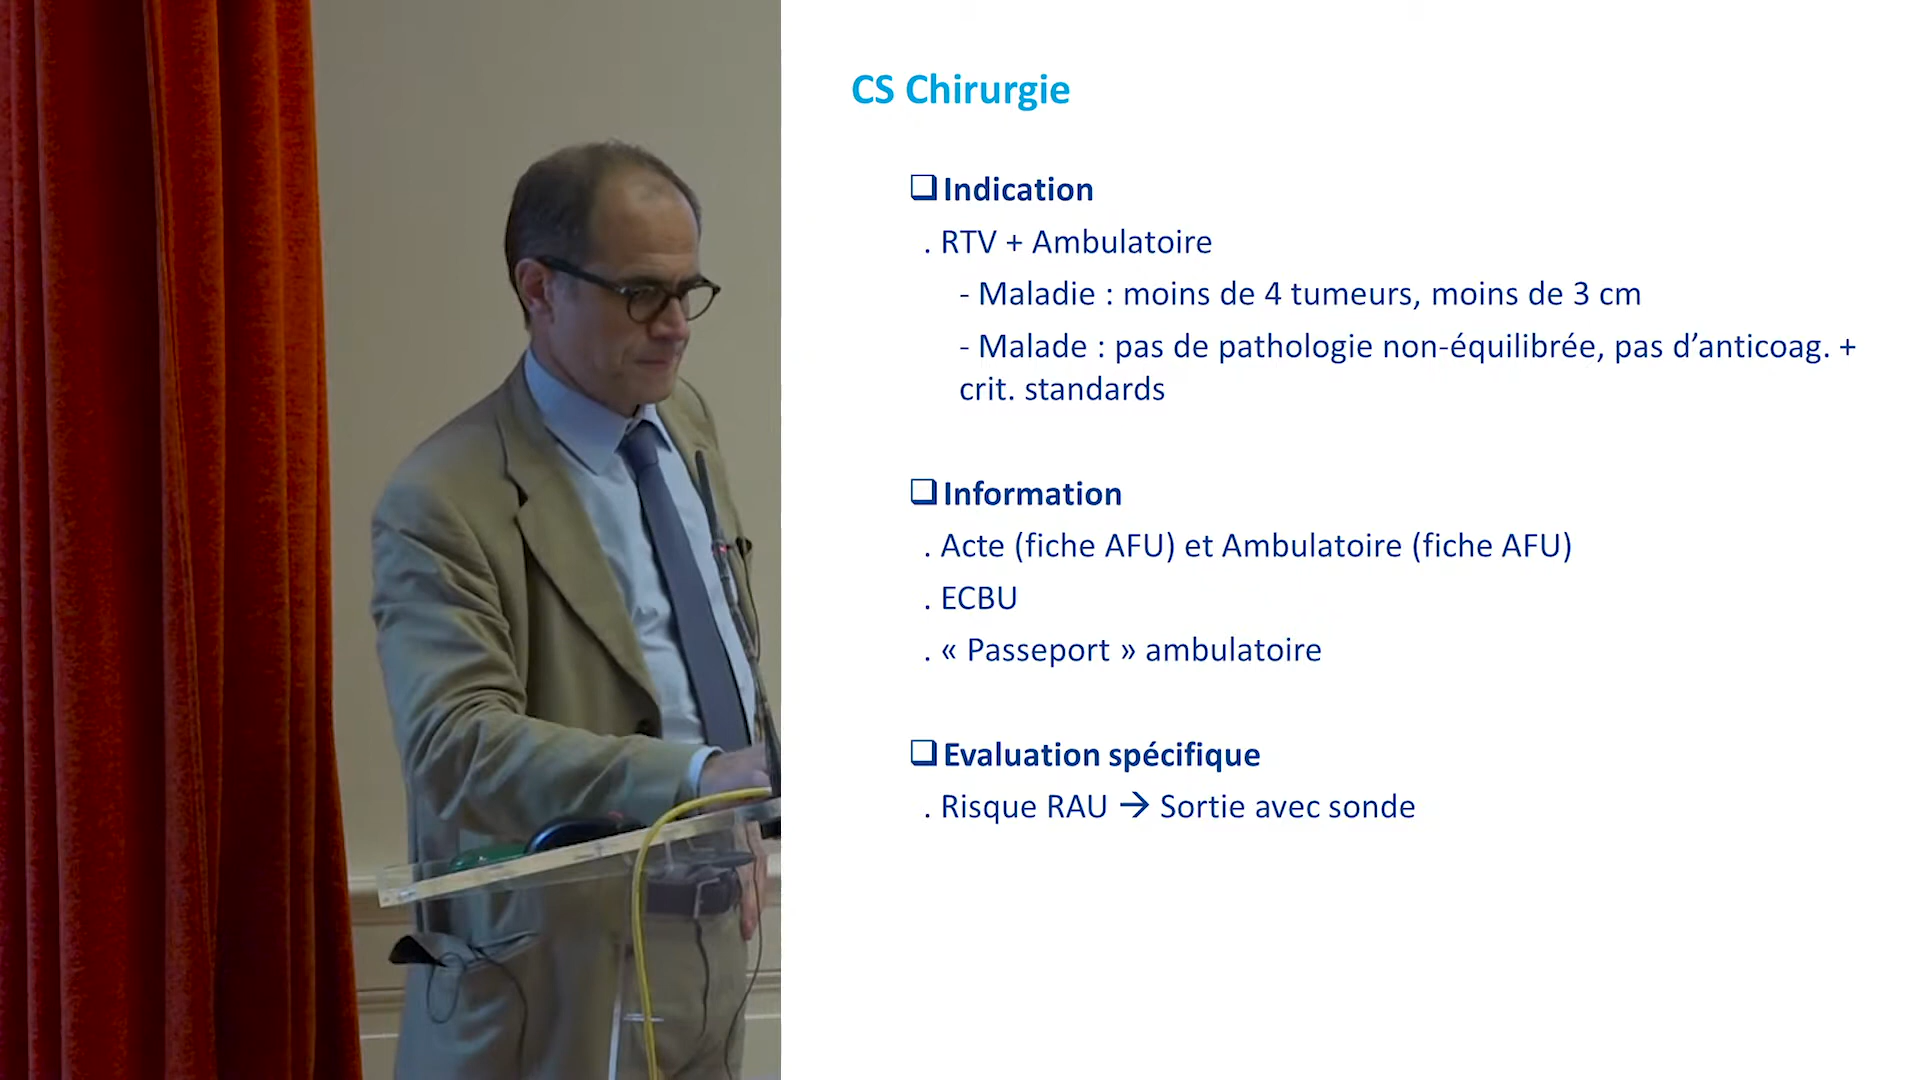 CS Chirurgie
Indication
. RTV + Ambulatoire
- Maladie : moins de 4 tumeurs, moins de 3 cm
- Malade : pas de pathologie non-équilibrée, pas d’anticoag. +
crit. standards
Information
. Acte (fiche AFU) et Ambulatoire (fiche AFU)
. ECBU
. « Passeport » ambulatoire
Evaluation spécifique
. Risque RAU → Sortie avec sonde